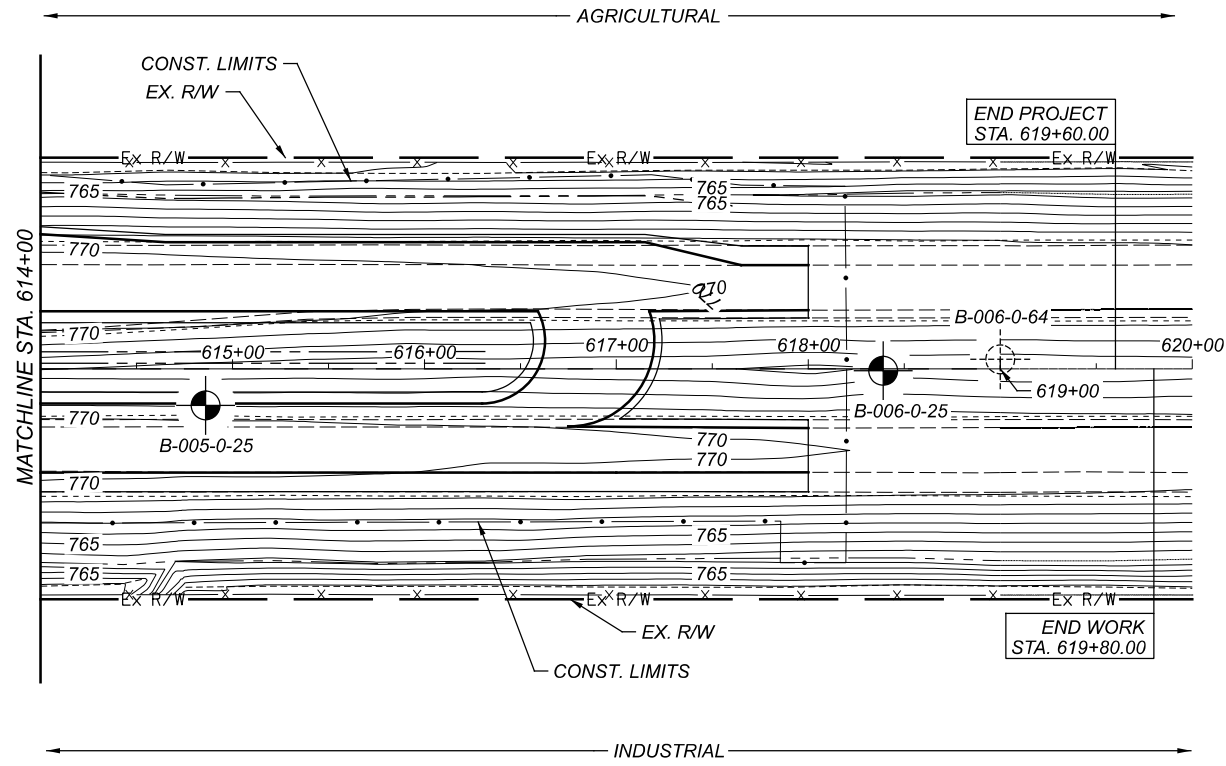 AGRICULTURAL
CONST. LIMITS
EX. R/W
END PROJECT
STA. 619+60.00
Ex R/W
Ex R/W
Ex R/W
765
765
765
MATCHLINE STA. 614+00
770
770
770
B-006-0-64
770
615+00
616+00
617+00
618+00
620+00
619+00
770
B-006-0-25
B-005-0-25
770
770
770
765
765
765
765
Ex R/W
Ex R/W
Ex R/W
EX. R/W
END WORK
STA. 619+80.00
CONST. LIMITS
INDUSTRIAL